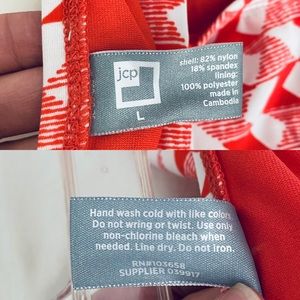 jcp
L
shell: 82% nylon
18% spandex
lining:
100% polyester
made in
Cambodia
Hand wash cold with like colors.
Do not wring or twist. Use only
non-chlorine bleach when
needed. Line dry. Do not iron.
RN#103658
SUPPLIER 039917